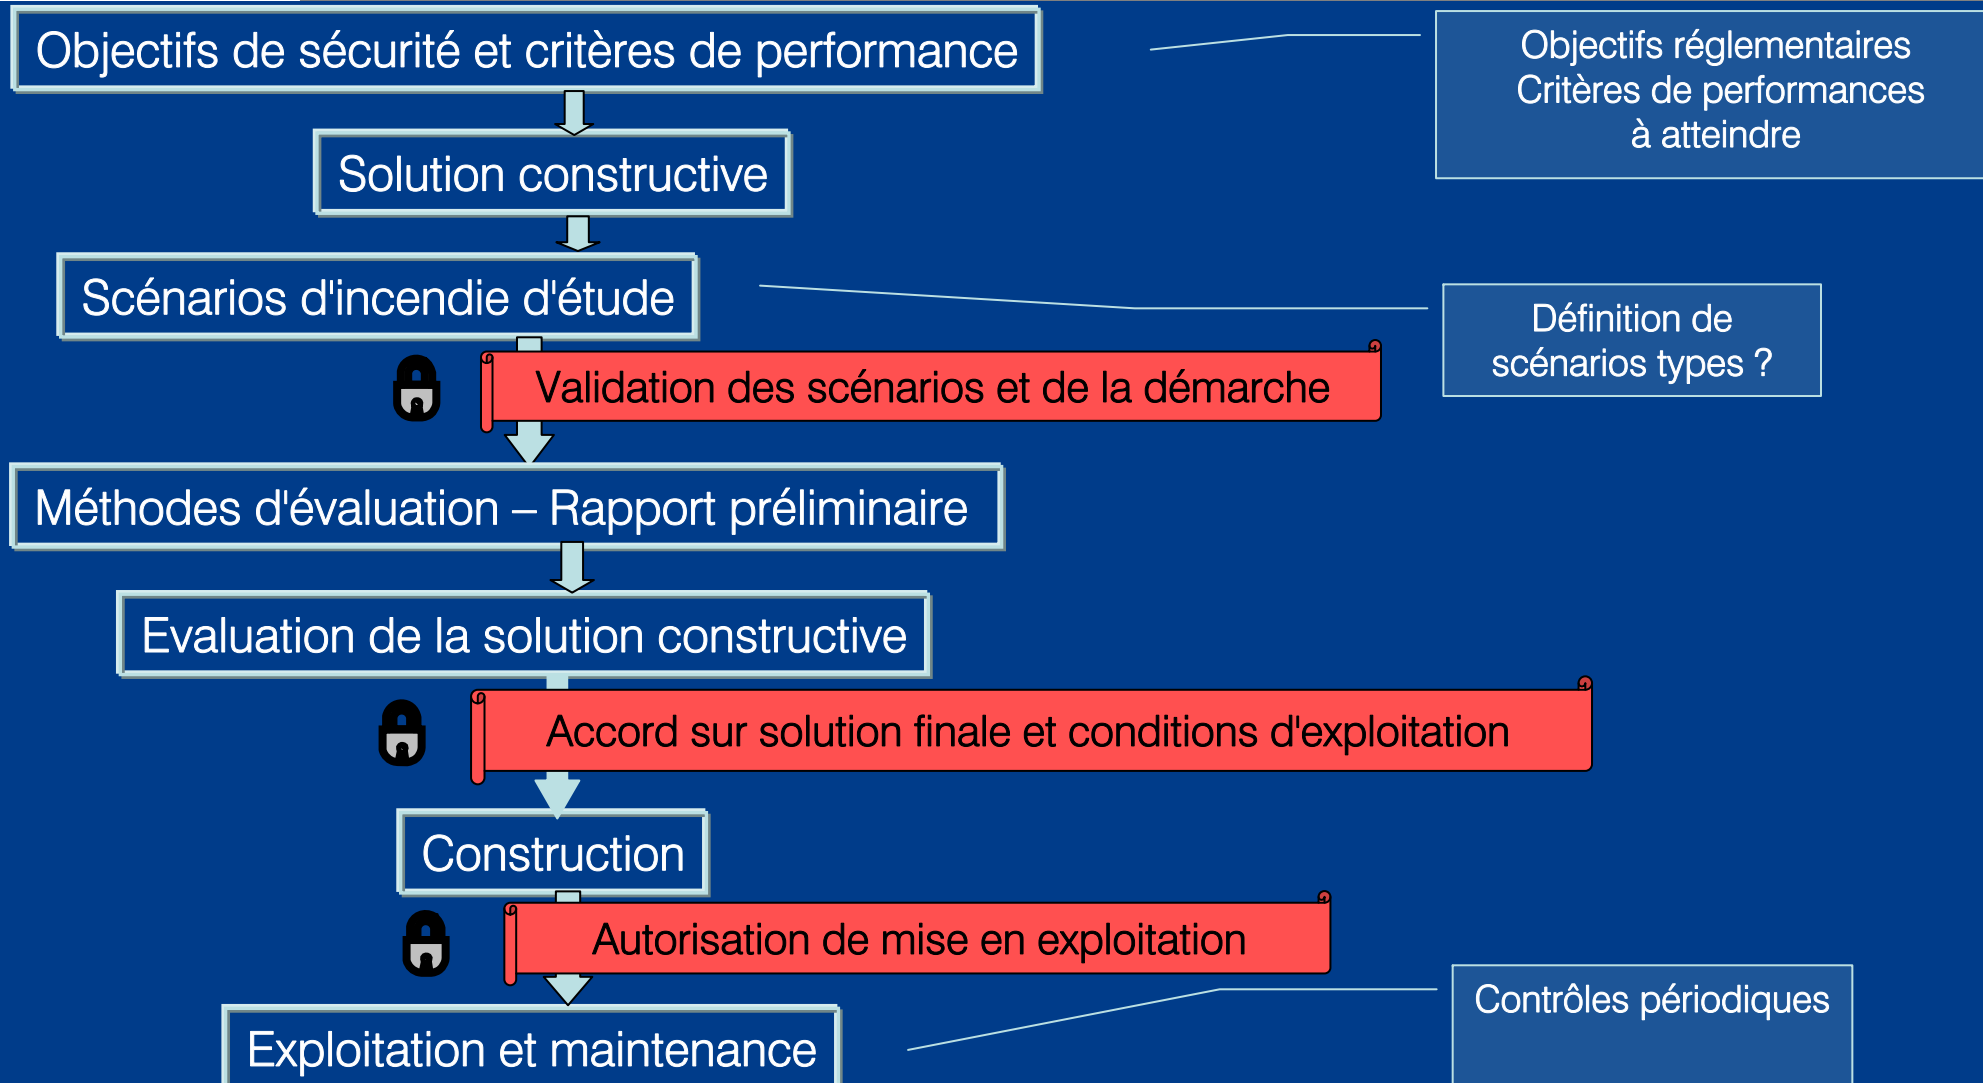 Objectifs de sécurité et critères de performance
Objectifs réglementaires
Critères de performances
à atteindre
Solution constructive
Scénarios d'incendie d'étude
Définition de
scénarios types ?
Validation des scénarios et de la démarche
Méthodes d'évaluation – Rapport préliminaire
Evaluation de la solution constructive
Accord sur solution finale et conditions d'exploitation
Construction
Autorisation de mise en exploitation
Contrôles périodiques
Exploitation et maintenance